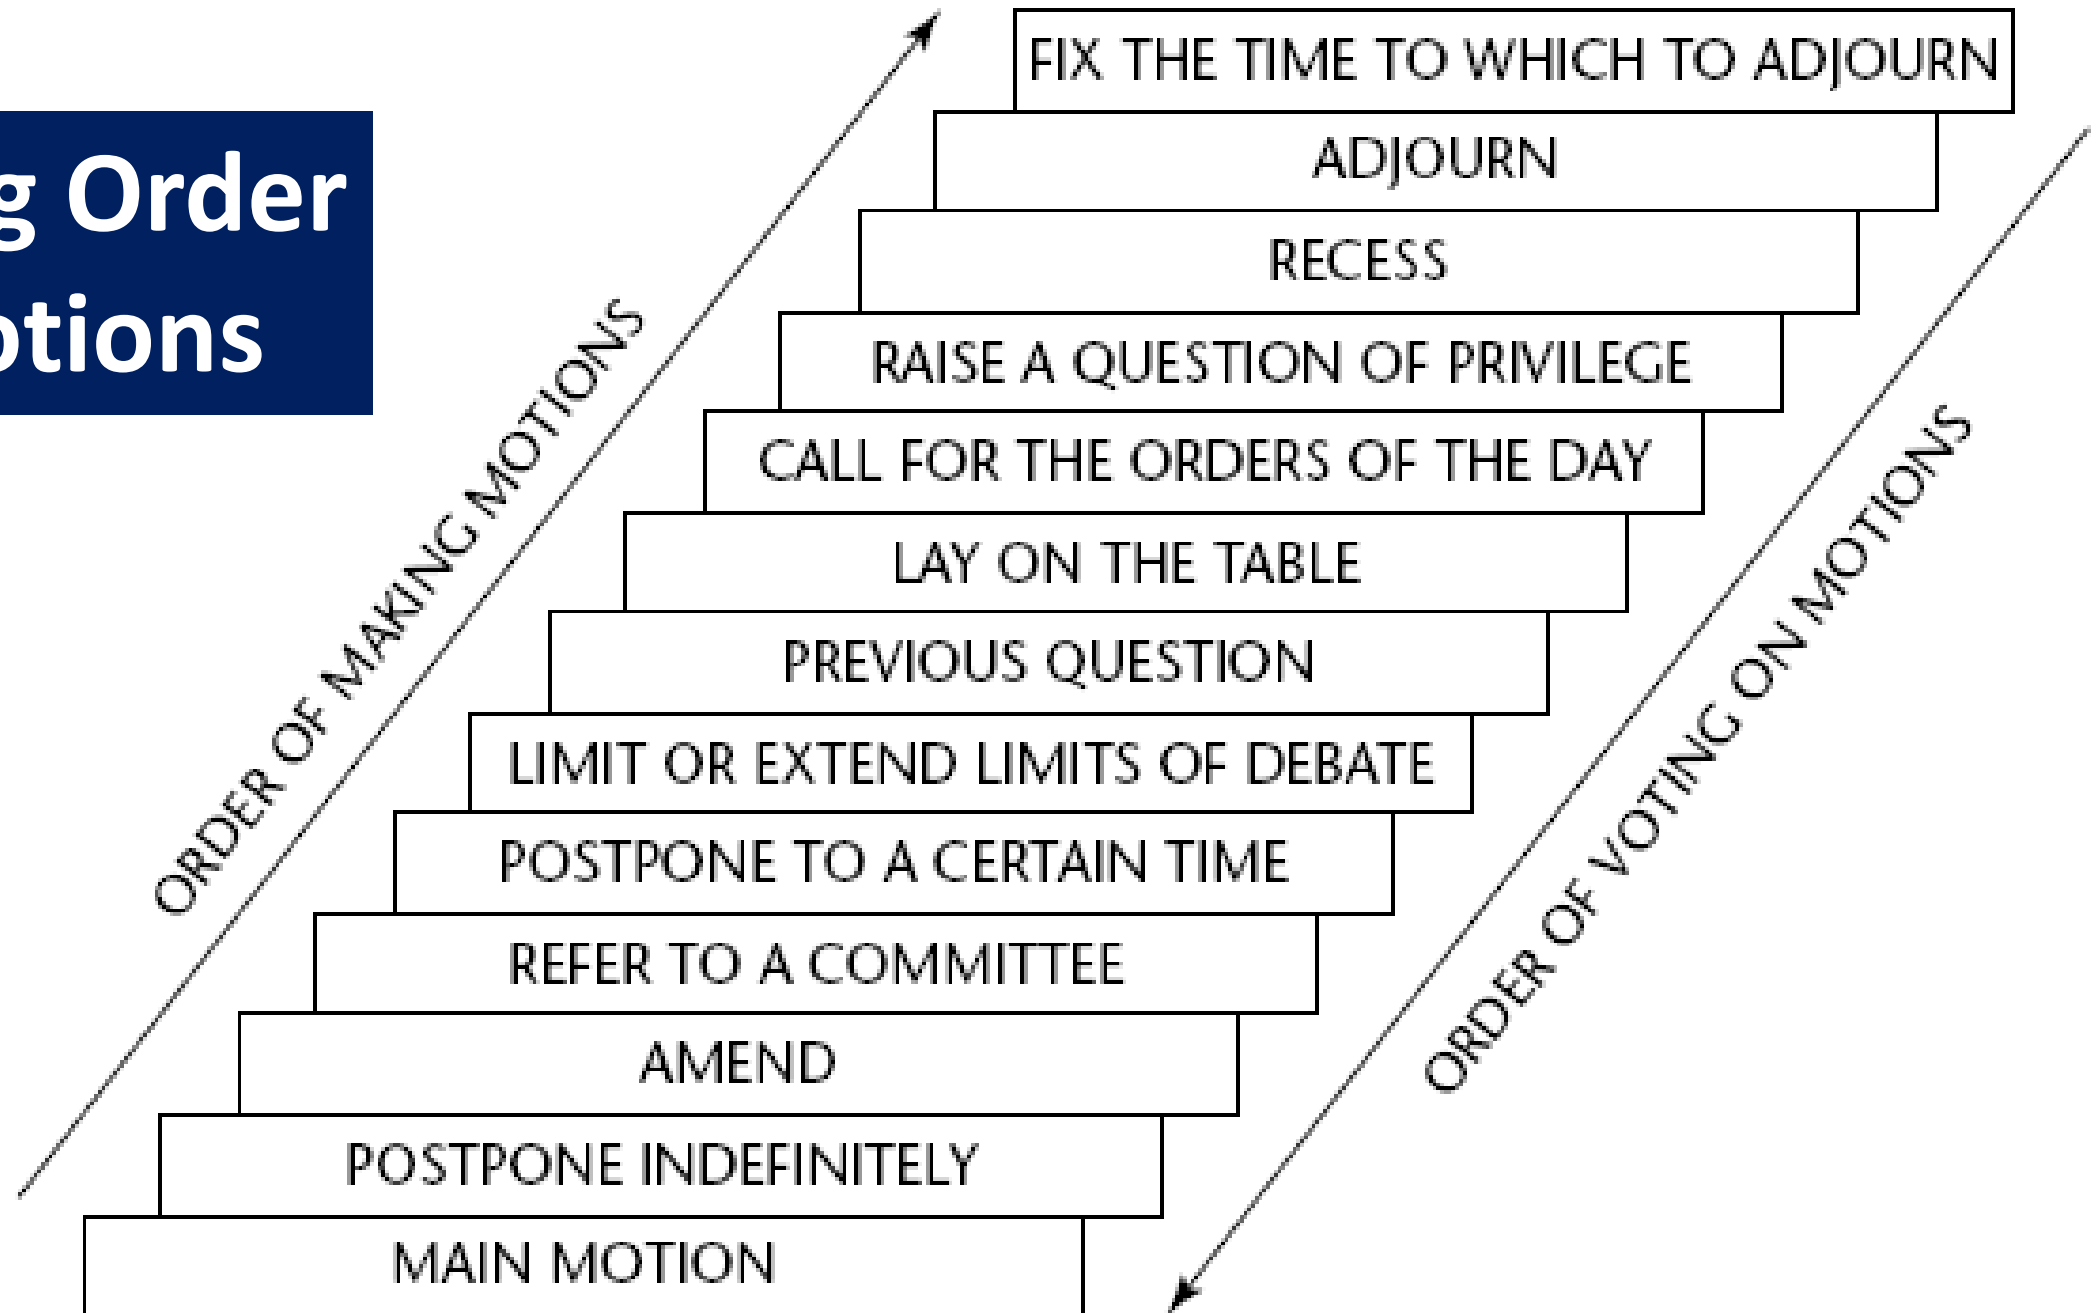 g Order
otions
FIX THE TIME TO WHICH TO ADJOURN
ADJOURN
RECESS
RAISE A QUESTION OF PRIVILEGE
CALL FOR THE ORDERS OF THE DAY
LAY ON THE TABLE
PREVIOUS QUESTION
LIMIT OR EXTEND LIMITS OF DEBATE
POSTPONE TO A CERTAIN TIME
REFER TO A COMMITTEE
AMEND
POSTPONE INDEFINITELY
MAIN MOTION
ORDER OF MAKING MOTIONS
ORDER OF VOTING ON MOTIONS